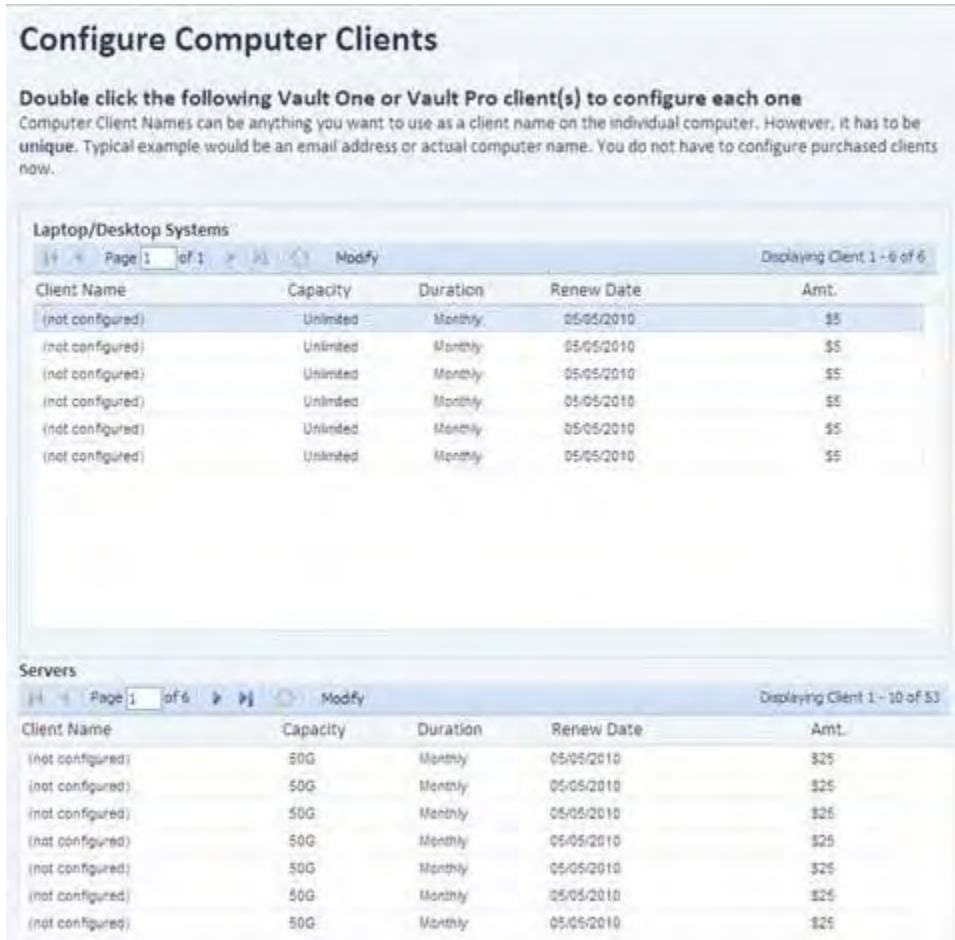 Configure Computer Clients
Double click the following Vault One or Vault Pro client(s) to configure each one
Computer Client Names can be anything you want to use as a client name on the individual computer. However, it has to be
unique. Typical example would be an email address or actual computer name. You do not have to configure purchased clients
now.
Laptop/Desktop Systems
Page 1 of 1 Modify Displaying Client 1 - 6 of 6
Client Name Capacity Duration Renew Date Amt.
(not configured) Unlimited Monthly 05/05/2010 $5
(not configured) Unlimited Monthly 05/05/2010 $5
(not configured) Unlimited Monthly 05/05/2010 $5
(not configured) Unlimited Monthly 05/05/2010 $5
(not configured) Unlimited Monthly 05/05/2010 $5
(not configured) Unlimited Monthly 05/05/2010 $5
Servers
Page 1 of 6 Modify Displaying Client 1 - 10 of 53
Client Name Capacity Duration Renew Date Amt.
(not configured) 50G Monthly 05/05/2010 $25
(not configured) 50G Monthly 05/05/2010 $25
(not configured) 50G Monthly 05/05/2010 $25
(not configured) 50G Monthly 05/05/2010 $25
(not configured) 50G Monthly 05/05/2010 $25
(not configured) 50G Monthly 05/05/2010 $25
(not configured) 50G Monthly 05/05/2010 $25